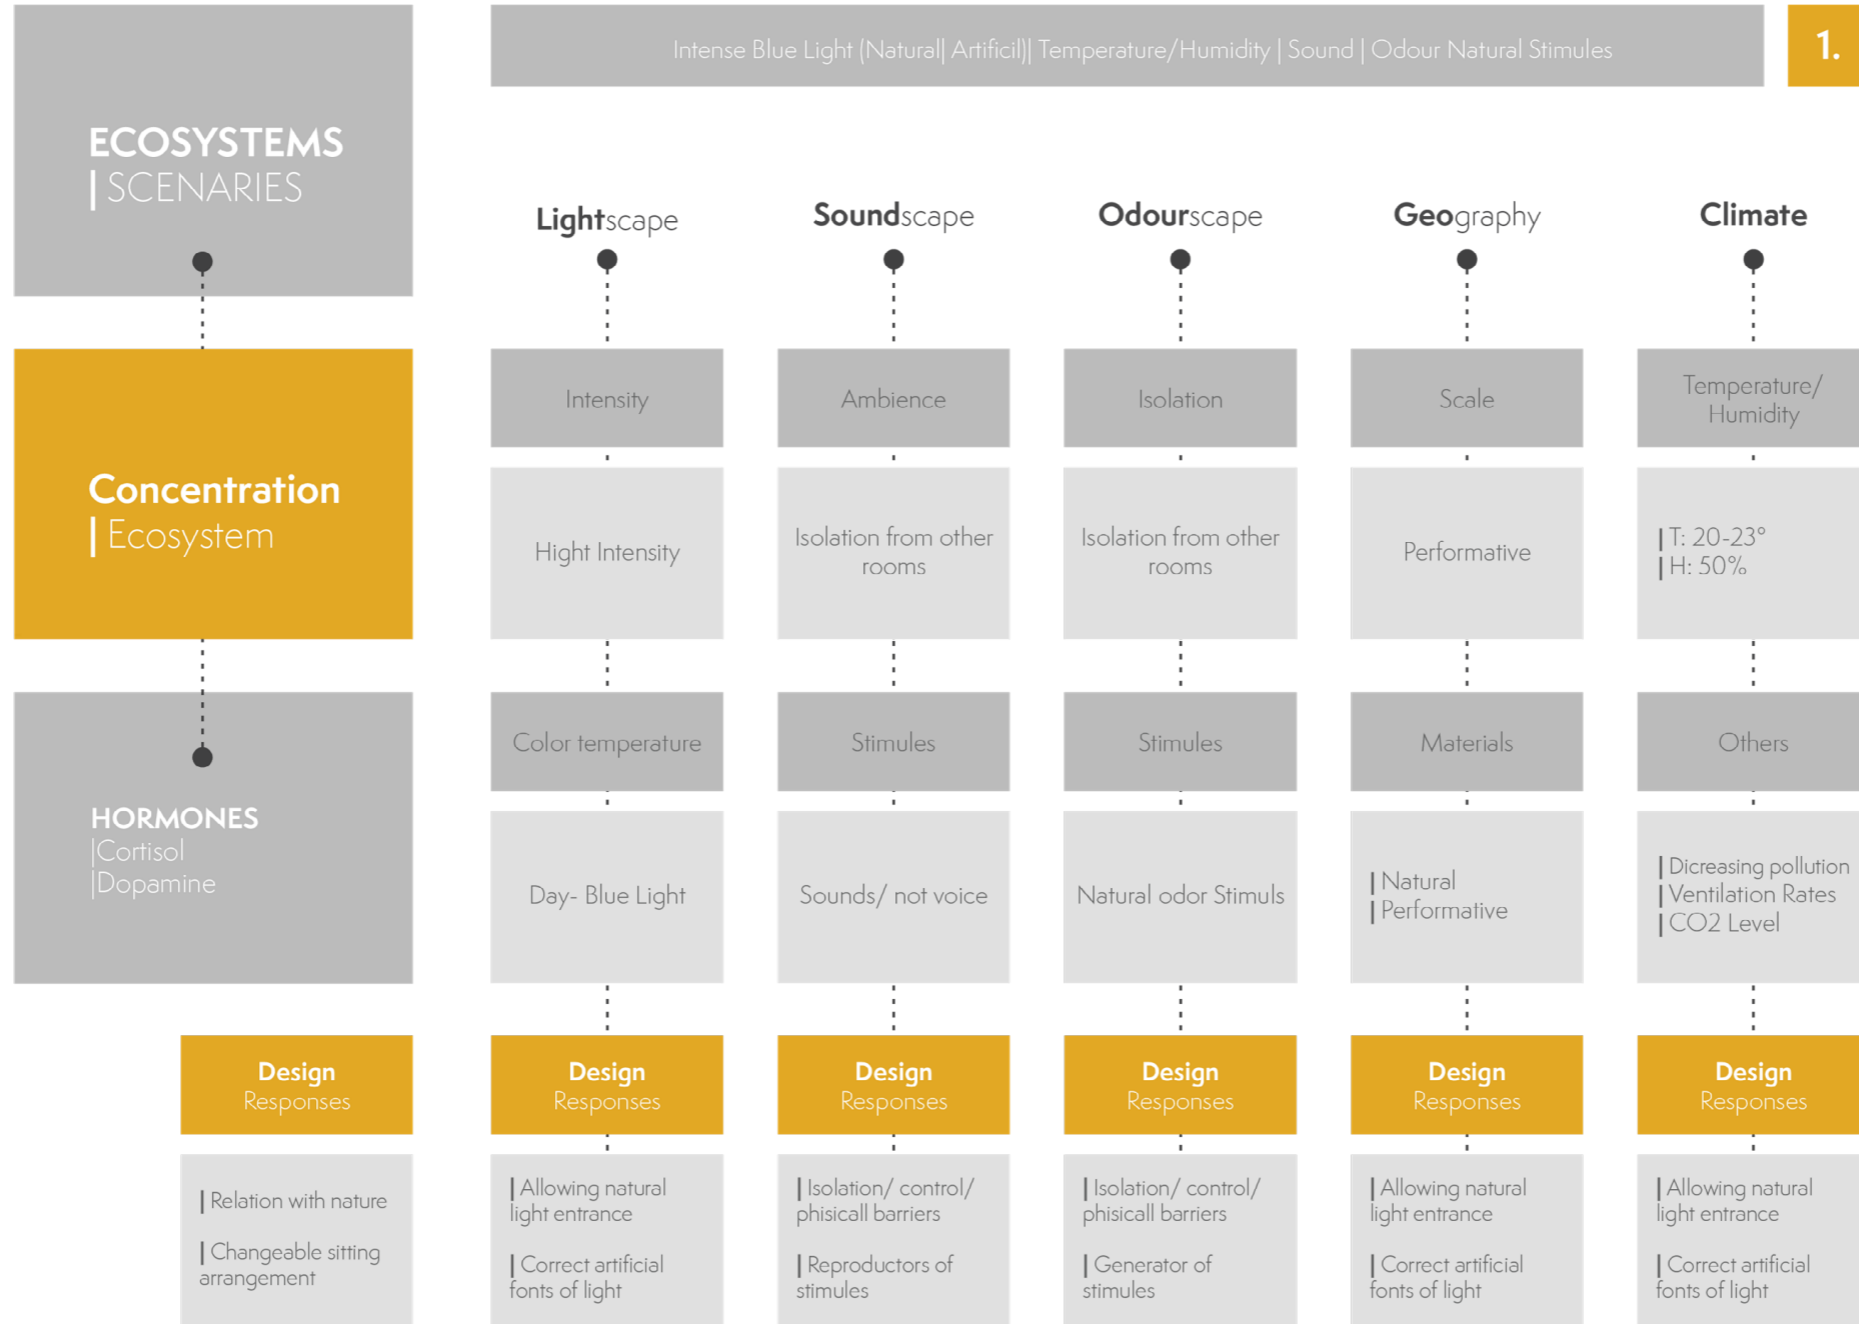 Intense Blue Light (Natural| Artificil)| Temperature/Humidity | Sound | Odour Natural Stimules
1.
ECOSYSTEMS
| SCENARIES
Concentration
| Ecosystem
HORMONES
|Cortisol
|Dopamine
Design
Responses
| Relation with nature
| Changeable sitting
arrangement
Lightscape
Intensity
Hight Intensity
Color temperature
Day- Blue Light
Design
Responses
| Allowing natural
light entrance
| Correct artificial
fonts of light
Soundscape
Ambience
Isolation from other
rooms
Stimules
Sounds/ not voice
Design
Responses
| Isolation/ control/
phisicall barriers
| Reproductors of
stimules
Odourscape
Isolation
Isolation from other
rooms
Stimules
Natural odor Stimuls
Design
Responses
| Isolation/ control/
phisicall barriers
| Generator of
stimules
Geography
Scale
Performative
Materials
| Natural
| Performative
Design
Responses
| Allowing natural
light entrance
| Correct artificial
fonts of light
Climate
Temperature/
Humidity
| T: 20-23°
| H: 50%
Others
| Dicreasing pollution
| Ventilation Rates
| CO2 Level
Design
Responses
| Allowing natural
light entrance
| Correct artificial
fonts of light